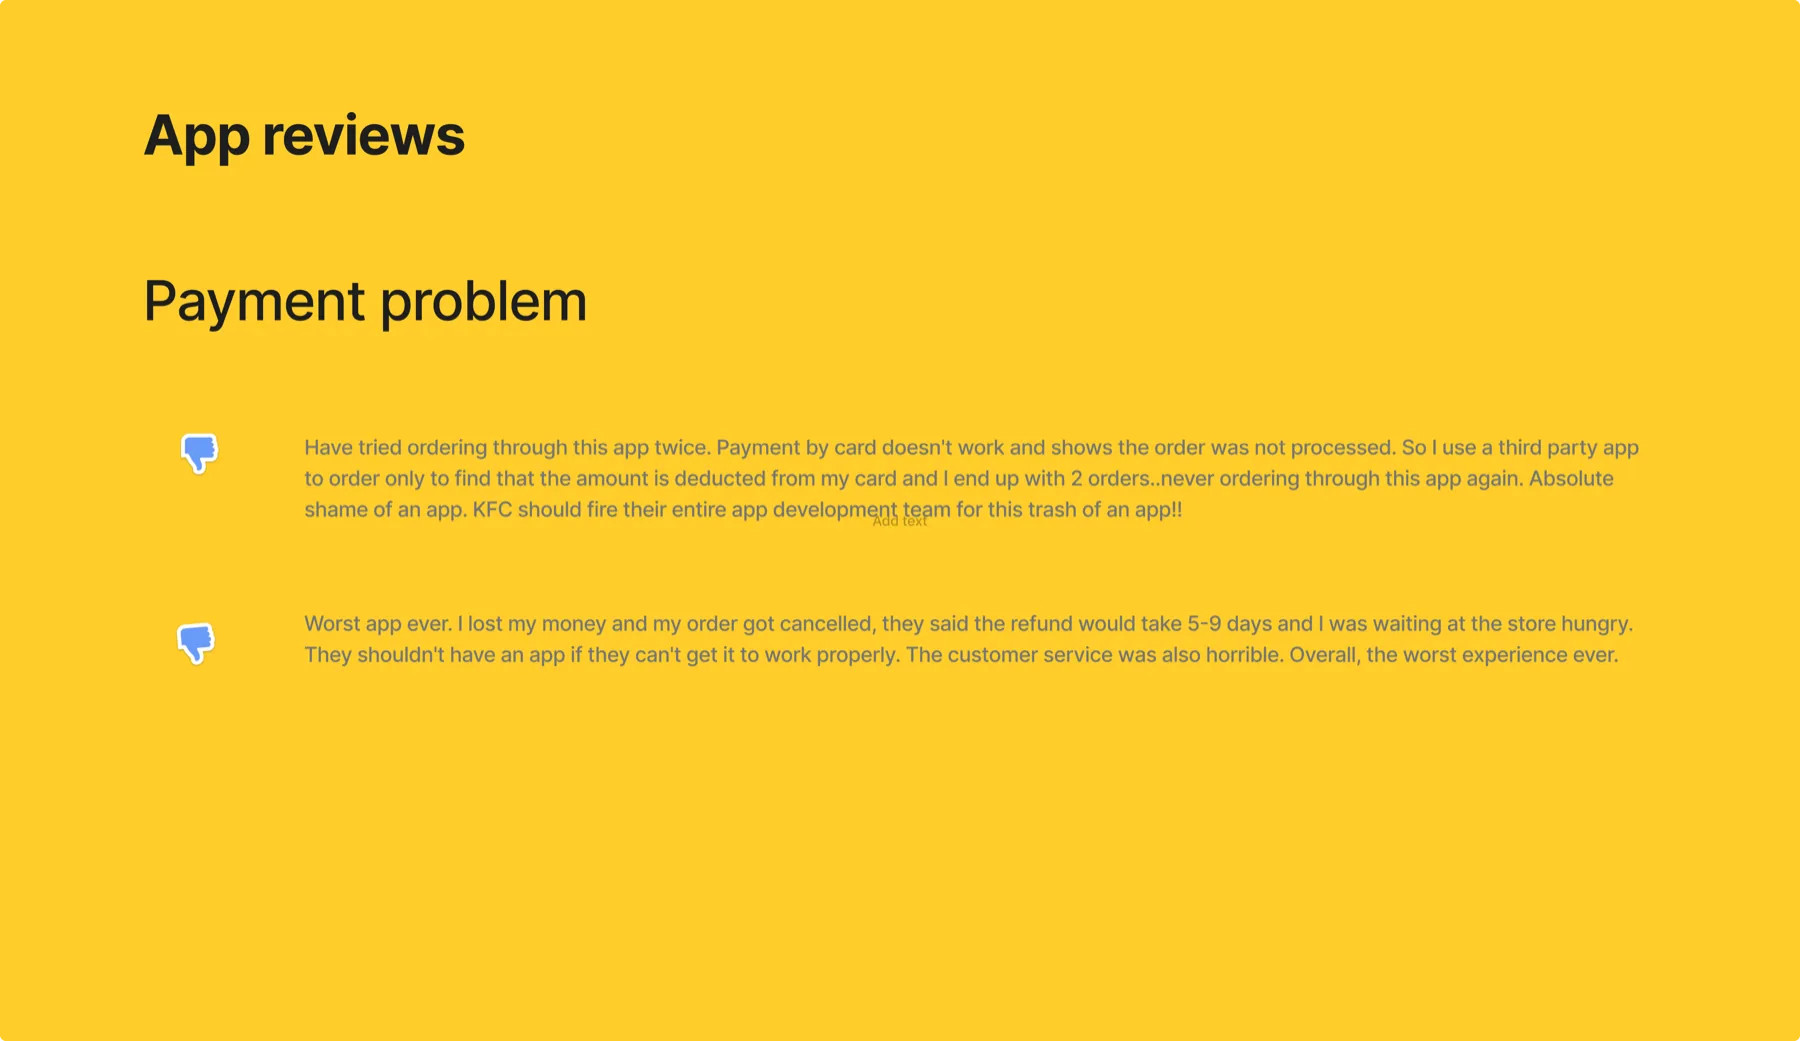 App reviews
Payment problem
Have tried ordering through this app twice. Payment by card doesn't work and shows the order was not processed. So I use a third party app
to order only to find that the amount is deducted from my card and I end up with 2 orders..never ordering through this app again. Absolute
shame of an app. KFC should fire their entire app development team for this trash of an app!!
Add text
Worst app ever. I lost my money and my order got cancelled, they said the refund would take 5-9 days and I was waiting at the store hungry.
They shouldn't have an app if they can't get it to work properly. The customer service was also horrible. Overall, the worst experience ever.